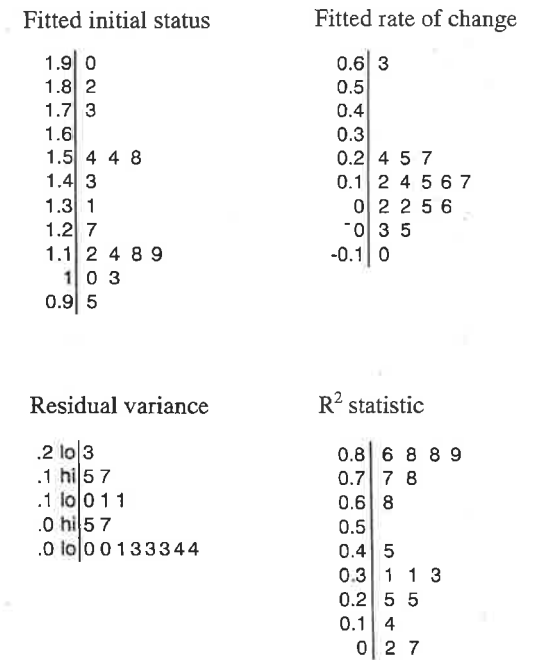 Fitted initial status
1.9 0
1.8 2
1.7 3
1.6
1.5 4 4 8
1.4 3
1.3 1
1.2 7
1.1 2 4 8 9
1 0 3
0.9 5
Fitted rate of change
0.6 3
0.5
0.4
0.3
0.2 4 5 7
0.1 2 4 5 6 7
0 2 2 5 6
-0 3 5
-0.1 0
Residual variance
.2 lo 3
.1 hi 5 7
.1 lo 0 1 1
.0 hi 5 7
.0 lo 0 0 1 3 3 3 4 4
R² statistic
0.8 6 8 8 9
0.7 7 8
0.6 8
0.5
0.4 5
0.3 1 1 3
0.2 5 5
0.1 4
0 2 7